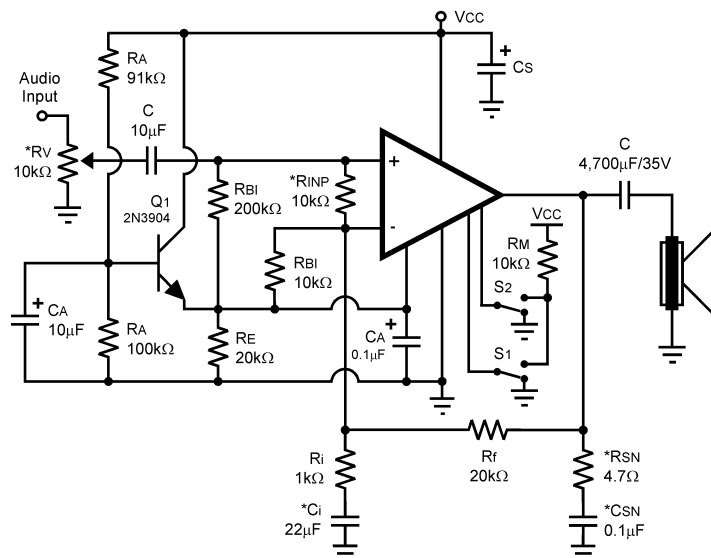 VCC
RA
91kΩ
+
CS
Audio
Input
C
10µF
*RV
10kΩ
C
4,700µF/35V
+
*RINP
10kΩ
RBI
200kΩ
Q1
2N3904
-
VCC
RM
10kΩ
RBI
10kΩ
S2
+
CA
10µF
RA
100kΩ
RE
20kΩ
CA
+
0.1µF
S1
Ri
1kΩ
Rf
20kΩ
*RSN
4.7Ω
*Ci
22µF
*CSN
0.1µF